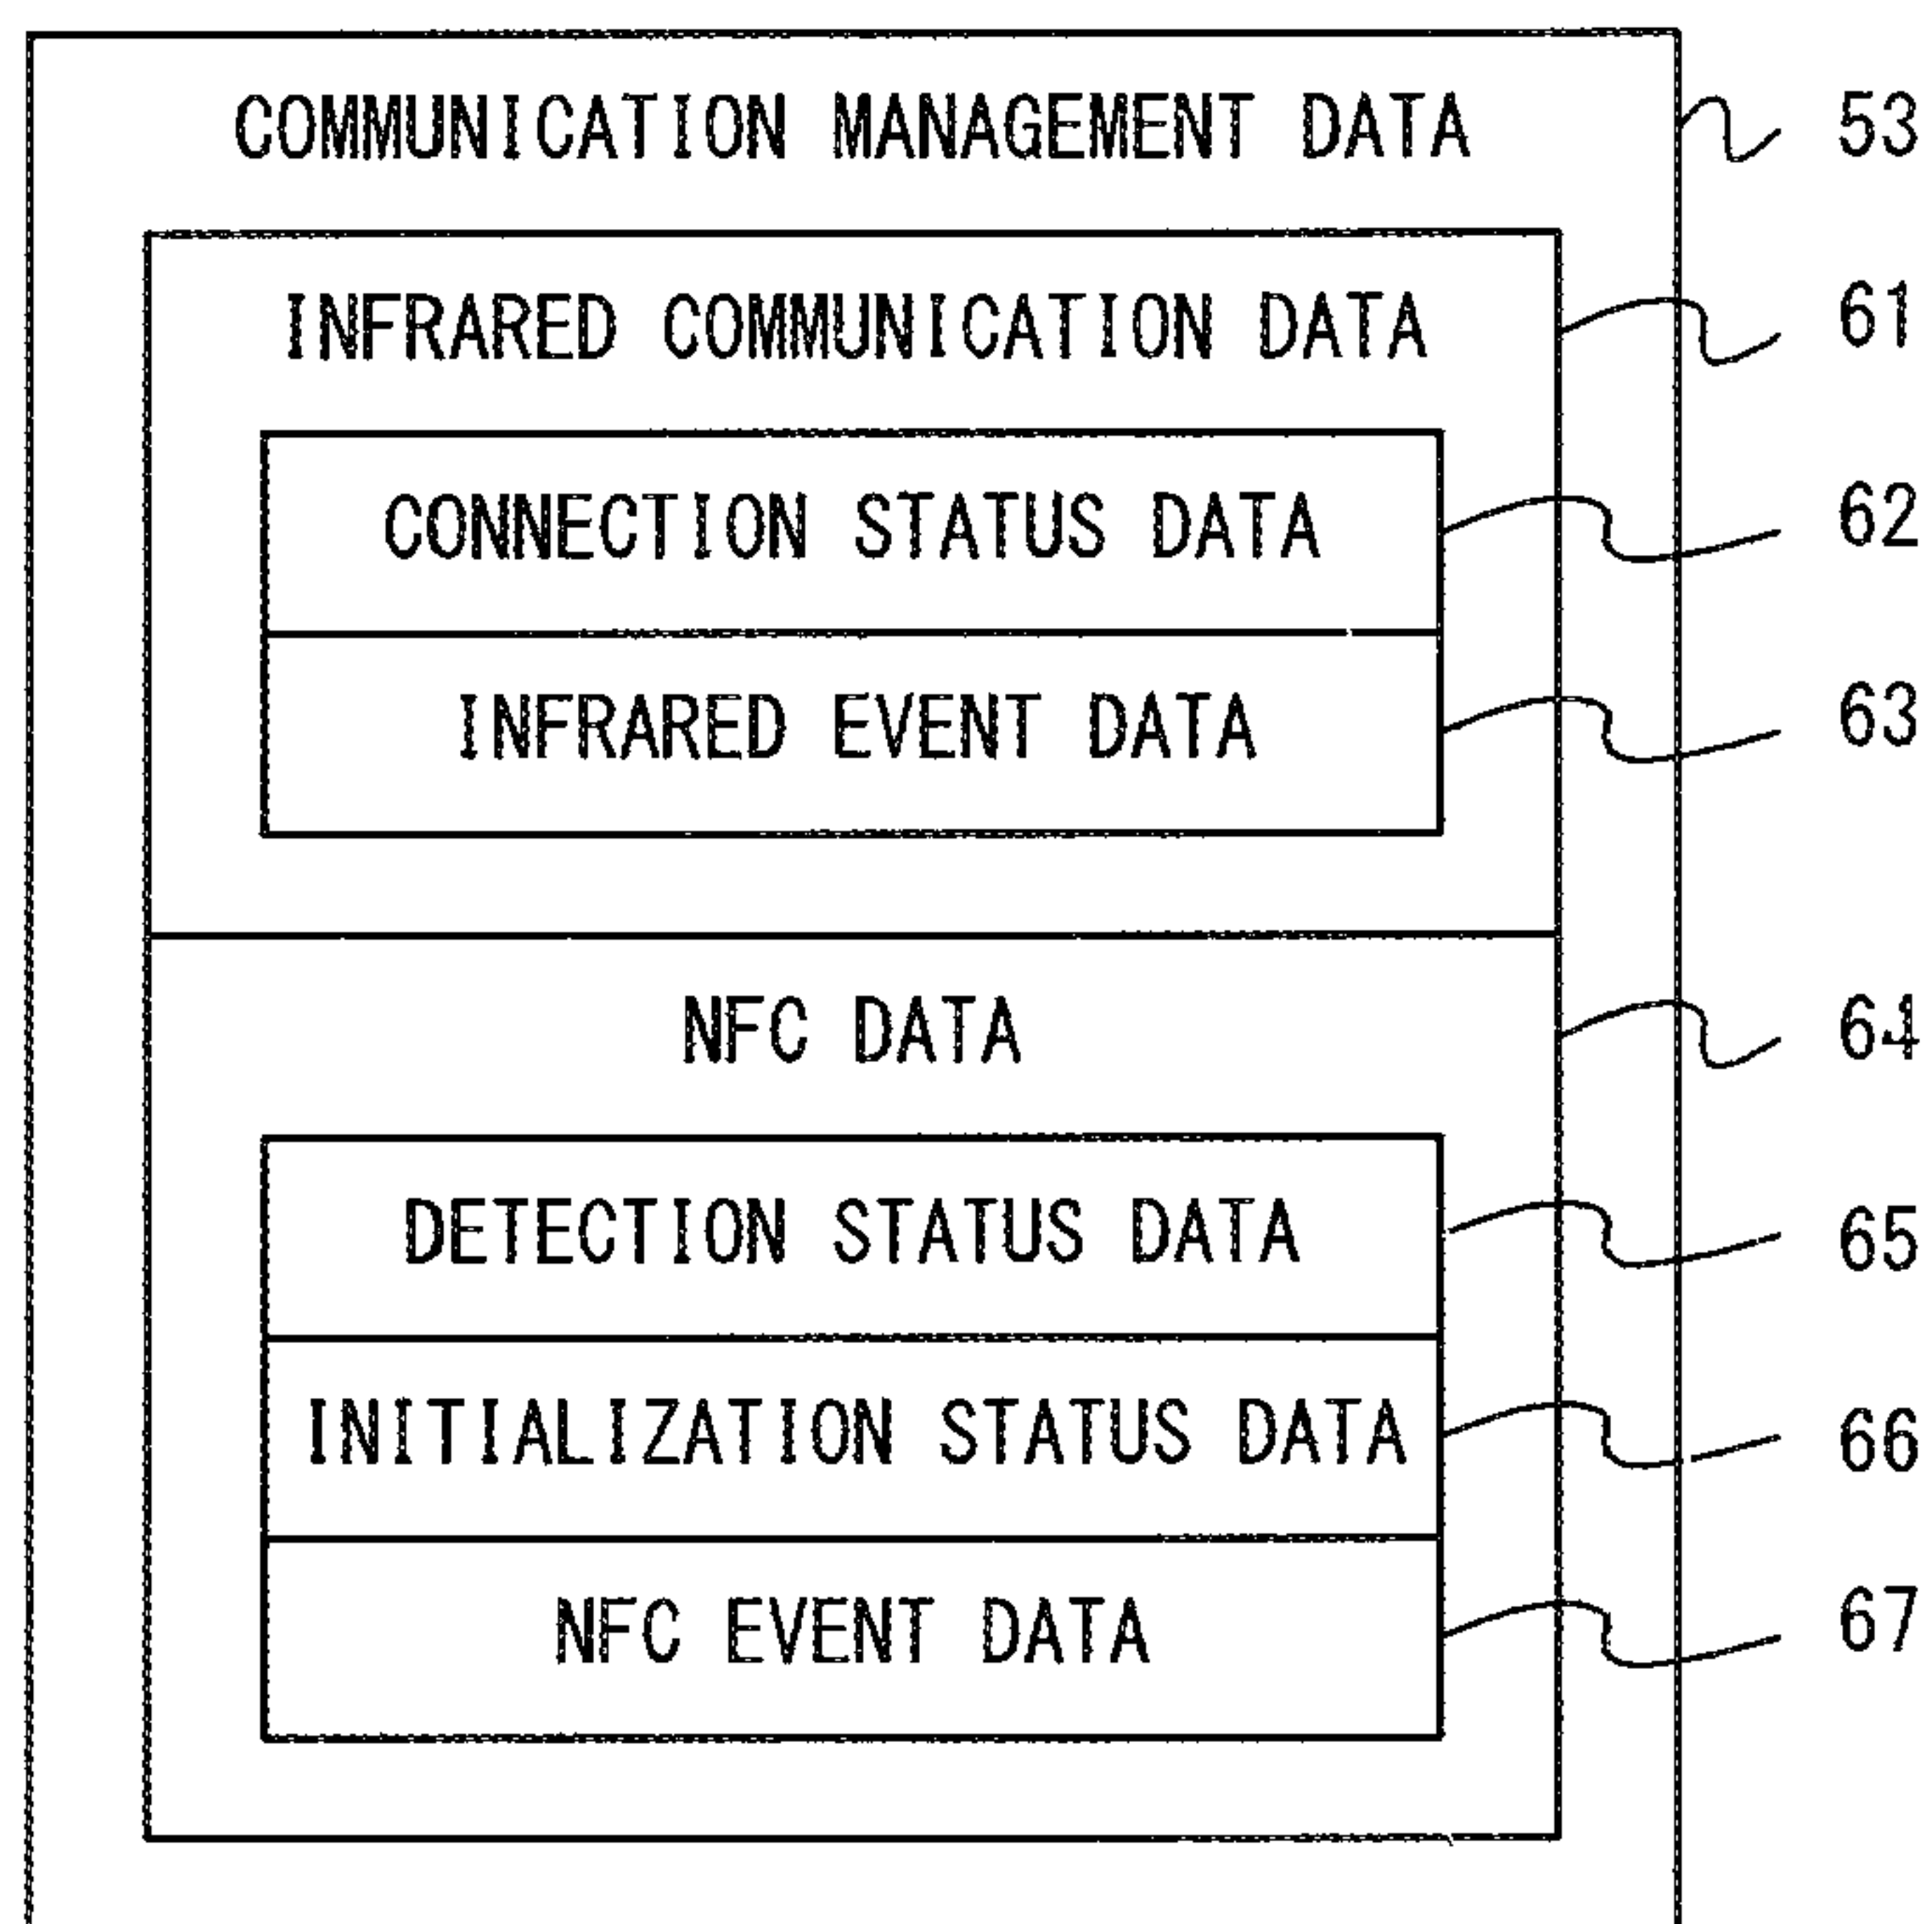 COMMUNICATION MANAGEMENT DATA 53
INFRARED COMMUNICATION DATA 61
CONNECTION STATUS DATA 62
INFRARED EVENT DATA 63
NFC DATA 64
DETECTION STATUS DATA 65
INITIALIZATION STATUS DATA 66
NFC EVENT DATA 67